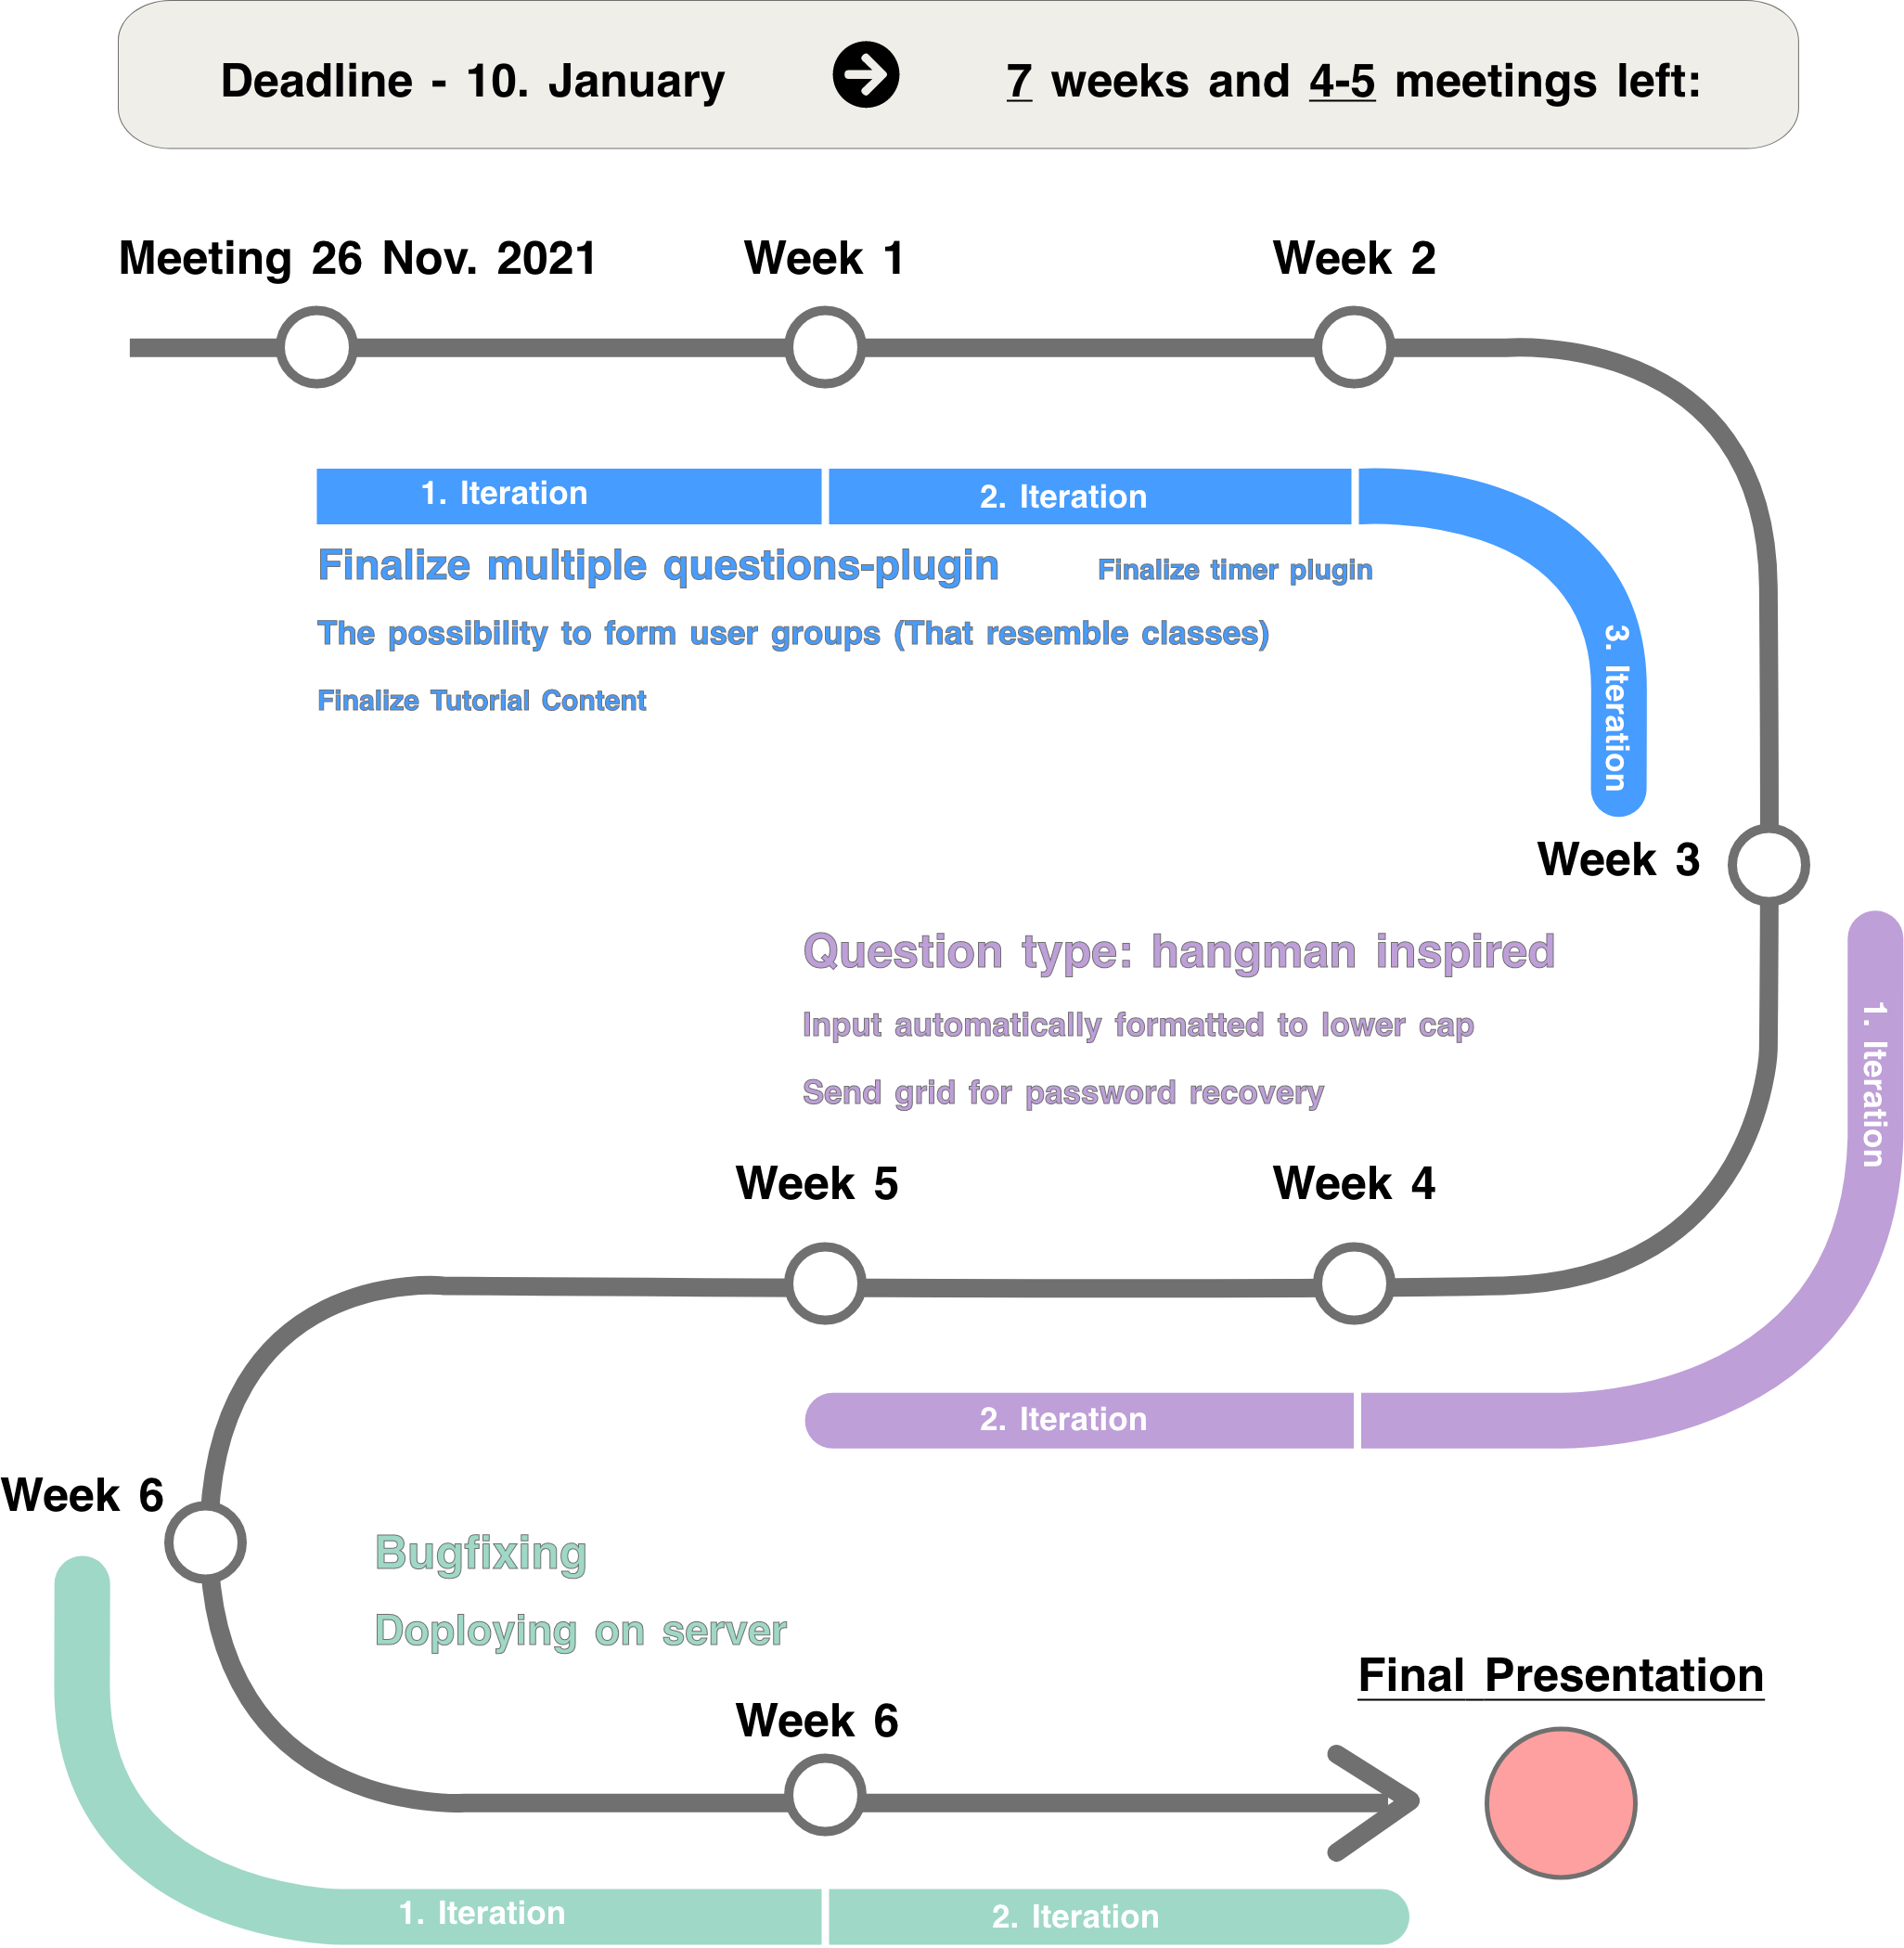 Deadline - 10. January
7 weeks and 4-5 meetings left:
Meeting 26 Nov. 2021
Week 1
Week 2
1. Iteration
2. Iteration
3. Iteration
Finalize multiple questions-plugin
Finalize timer plugin
The possibility to form user groups (That resemble classes)
Finalize Tutorial Content
Week 3
Question type: hangman inspired
Input automatically formatted to lower cap
Send grid for password recovery
1. Iteration
Week 5
Week 4
2. Iteration
Week 6
Bugfixing
Doploying on server
Final Presentation
Week 6
1. Iteration
2. Iteration